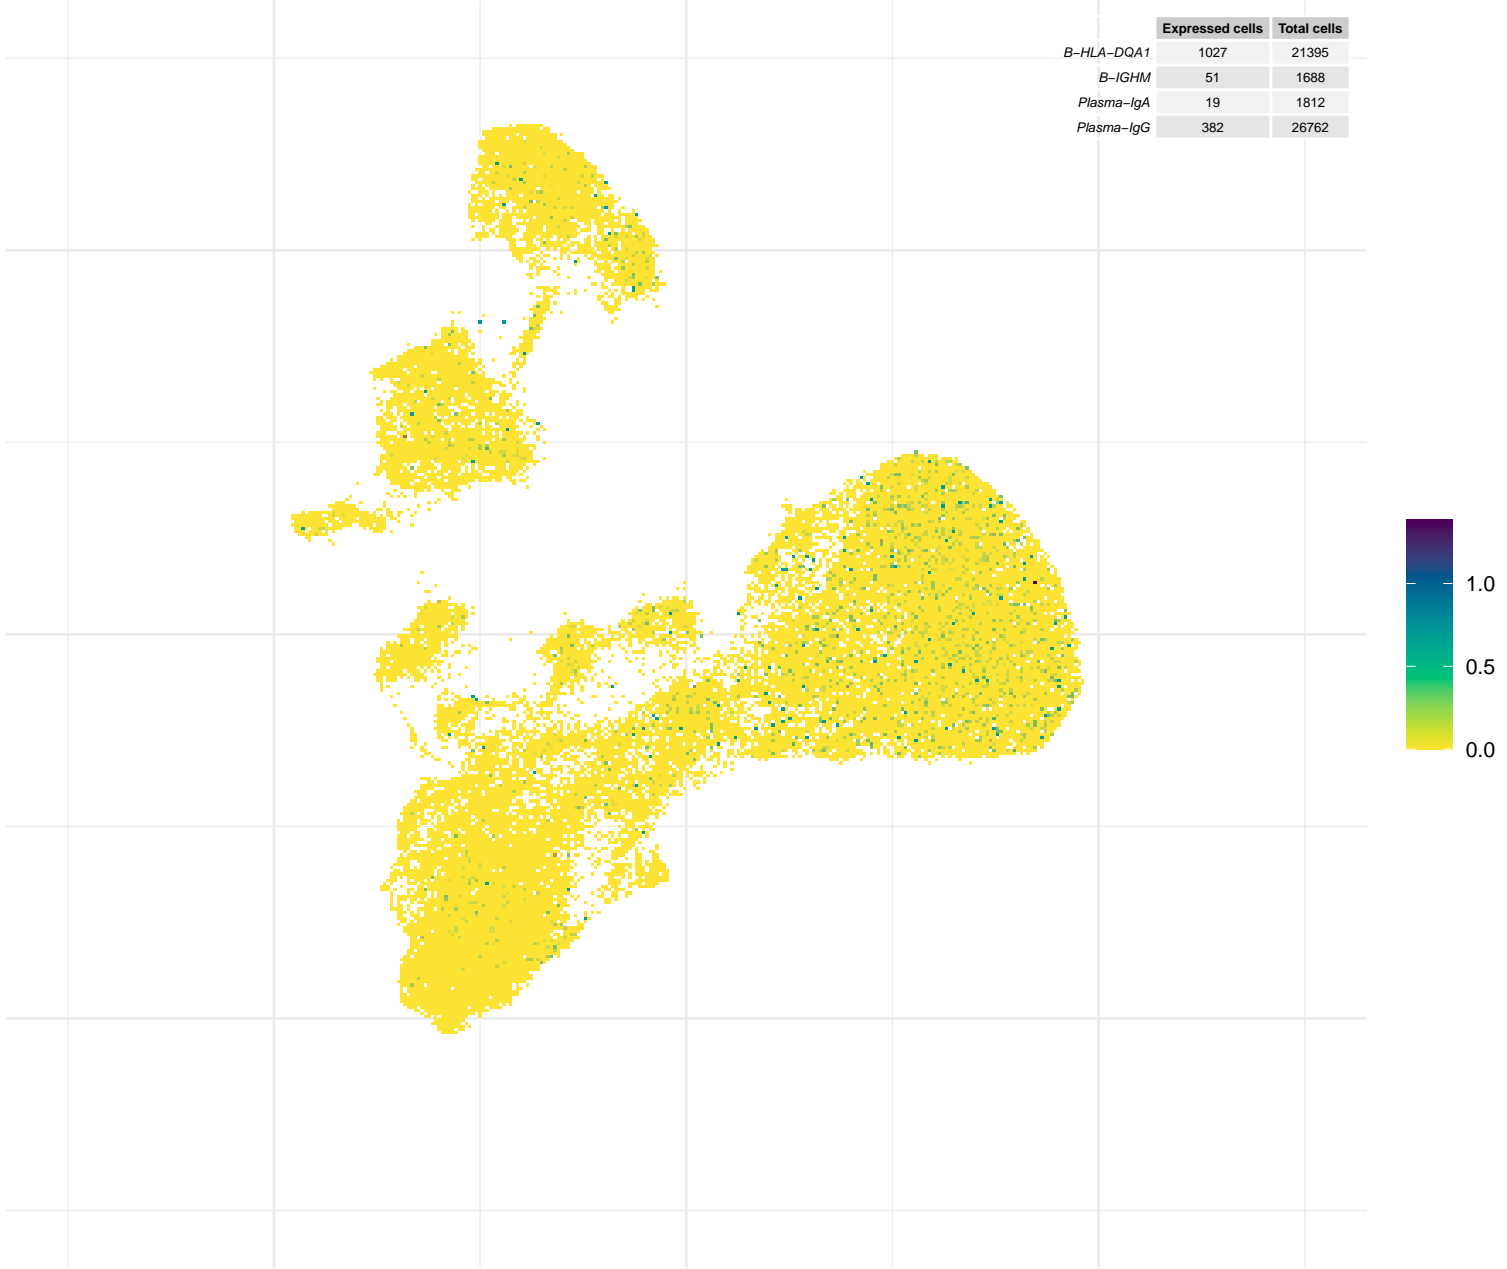 Expressed cells Total cells
B−HLA−DQA1 1027 21395
B−IGHM 51 1688
Plasma−IgA 19 1812
Plasma−IgG 382 26762
1.0
0.5
0.0